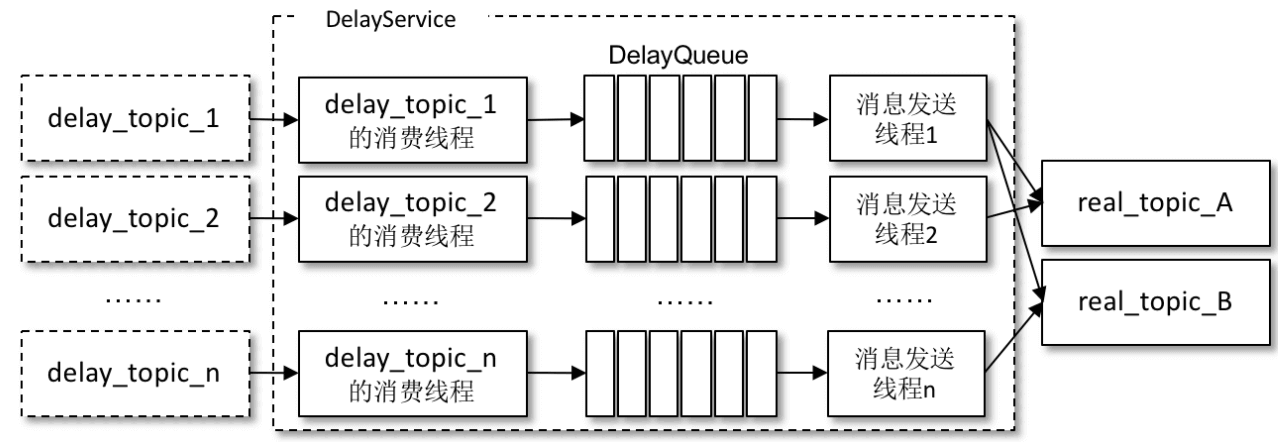 DelayService
DelayQueue
delay_topic_1
delay_topic_1
的消费线程
消息发送
线程1
delay_topic_2
delay_topic_2
的消费线程
消息发送
线程2
real_topic_A
real_topic_B
……
……
……
……
delay_topic_n
delay_topic_n
的消费线程
消息发送
线程n